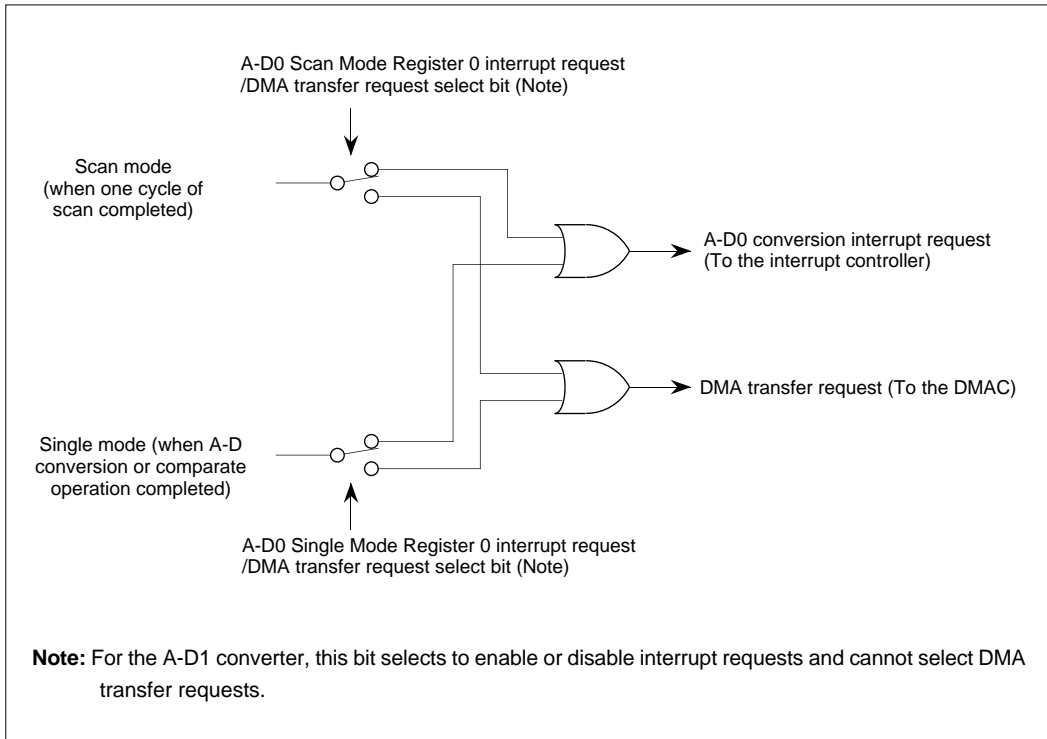 A-D0 Scan Mode Register 0 interrupt request
/DMA transfer request select bit (Note)
Scan mode
(when one cycle of
scan completed)
A-D0 conversion interrupt request
(To the interrupt controller)
DMA transfer request (To the DMAC)
Single mode (when A-D
conversion or comparate
operation completed)
A-D0 Single Mode Register 0 interrupt request
/DMA transfer request select bit (Note)
Note: For the A-D1 converter, this bit selects to enable or disable interrupt requests and cannot select DMA
transfer requests.